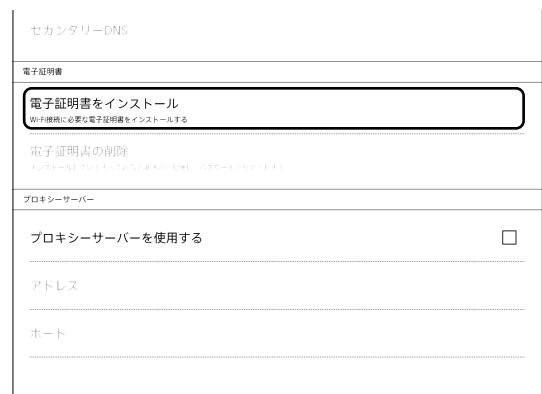 セカンダリーDNS
電子証明書
電子証明書をインストール
Wi-Fi接続に必要な電子証明書をインストールする
電子証明書の削除
プロキシーサーバー
プロキシーサーバーを使用する
アドレス
ポート